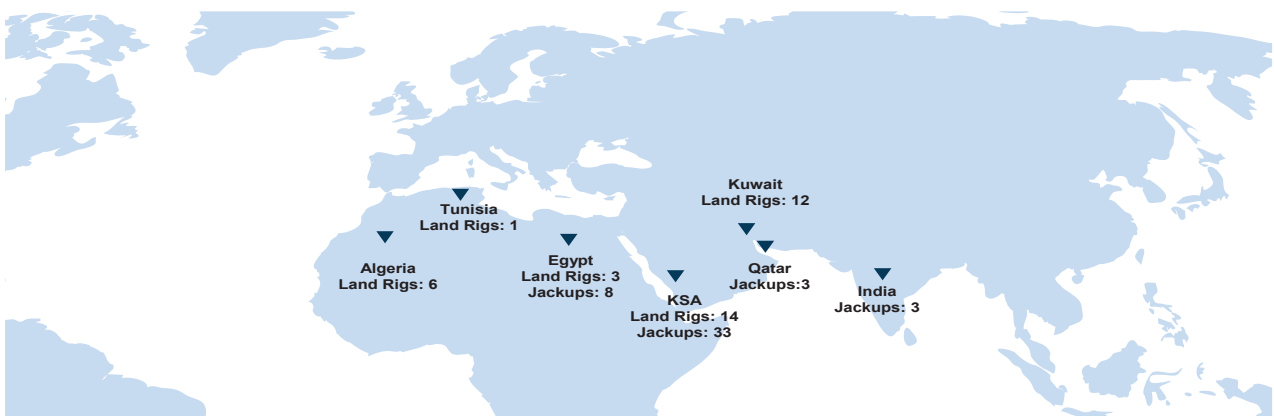 Kuwait
Land Rigs: 12
Tunisia
Land Rigs: 1
Algeria
Land Rigs: 6
Egypt
Land Rigs: 3
Jackups: 8
KSA
Land Rigs: 14
Jackups: 33
Qatar
Jackups:3
India
Jackups: 3